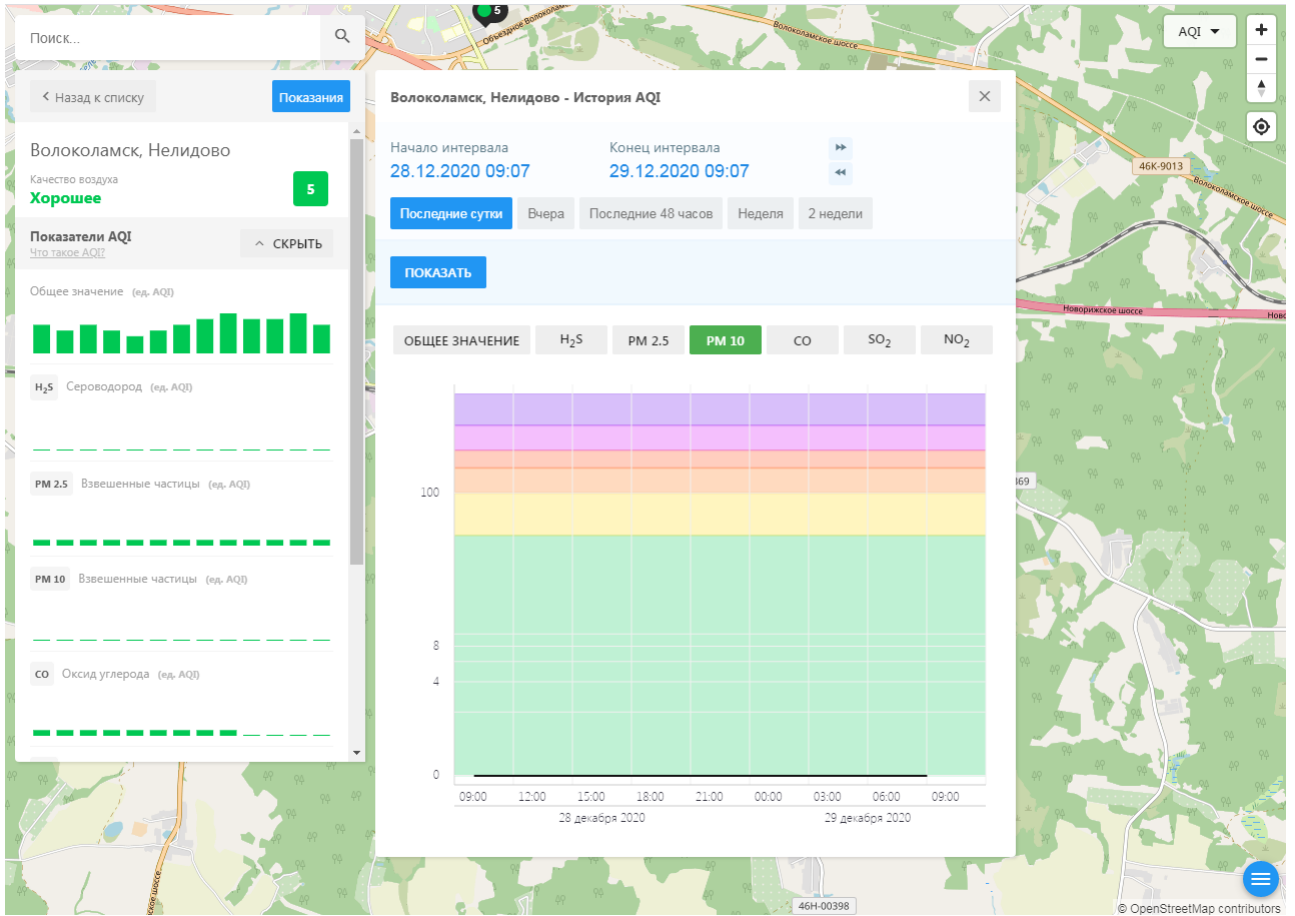 Поиск...
5
Объездное Волоколам
Волоколамское шоссе
AQI
Назад к списку
Показания
Волоколамск, Нелидово
Качество воздуха
Хорошее
5
Показатели AQI
Что такое AQI?
СКРЫТЬ
Общее значение (ед. AQI)
H₂S Сероводород (ед. AQI)
PM 2.5 Взвешенные частицы (ед. AQI)
PM 10 Взвешенные частицы (ед. AQI)
CO Оксид углерода (ед. AQI)
Волоколамск, Нелидово - История AQI
Начало интервала
28.12.2020 09:07
Конец интервала
29.12.2020 09:07
Последние сутки
Вчера
Последние 48 часов
Неделя
2 недели
ПОКАЗАТЬ
ОБЩЕЕ ЗНАЧЕНИЕ
H₂S
PM 2.5
PM 10
CO
SO₂
NO₂
100
8
4
0
09:00 12:00 15:00 18:00 21:00 00:00 03:00 06:00 09:00
28 декабря 2020 29 декабря 2020
46К-9013
Волоколамское шоссе
Новорижское шоссе
Ново
369
ское шоссе
46Н-00398
© OpenStreetMap contributors